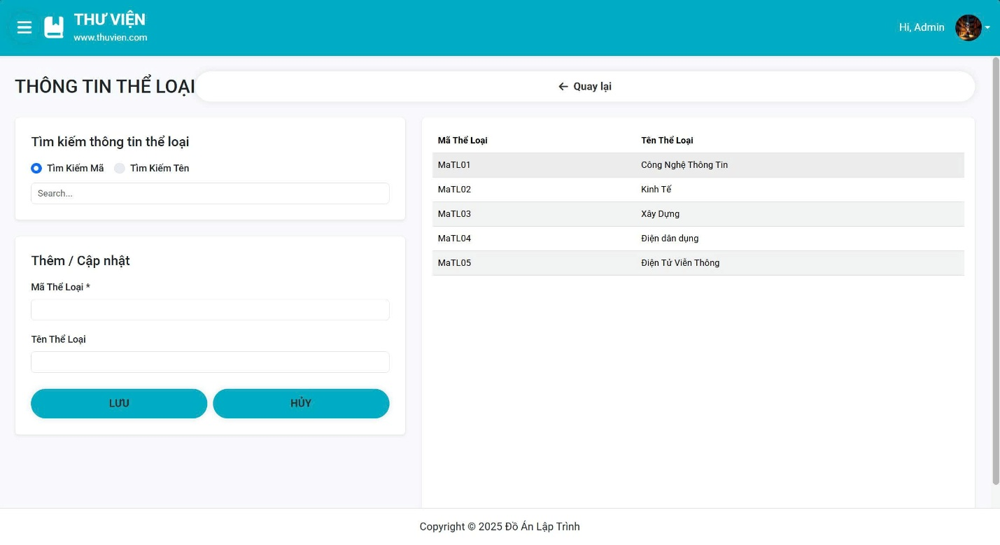 THƯ VIỆN
www.thuvien.com
Hi, Admin
THÔNG TIN THỂ LOẠI
Quay lại
Tìm kiếm thông tin thể loại
Tìm Kiếm Mã Tìm Kiếm Tên
Search...
Thêm / Cập nhật
Mã Thể Loại *
Tên Thể Loại
LƯU HỦY
Mã Thể Loại Tên Thể Loại
MaTL01 Công Nghệ Thông Tin
MaTL02 Kinh Tế
MaTL03 Xây Dựng
MaTL04 Điện dân dụng
MaTL05 Điện Tử Viễn Thông
Copyright © 2025 Đồ Án Lập Trình